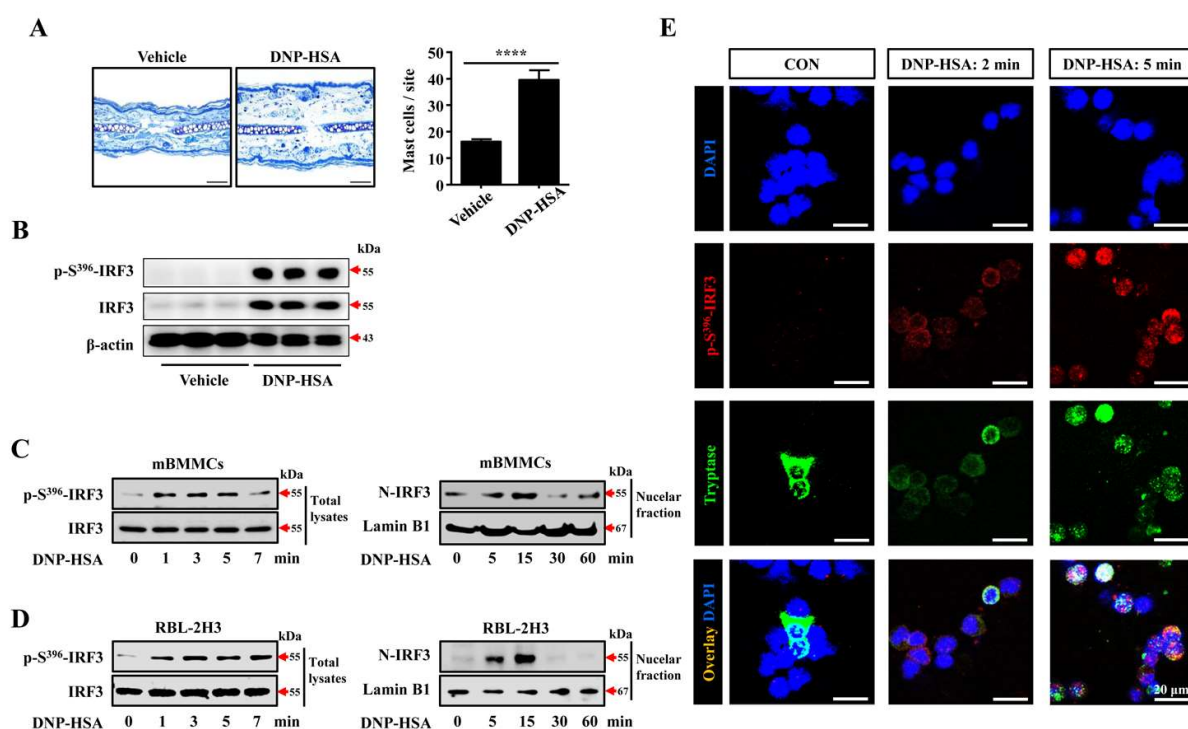 A
Vehicle
DNP-HSA
****
Mast cells / site
50
40
30
20
10
0
Vehicle
DNP-HSA
B
kDa
p-S³⁹⁶-IRF3
55
IRF3
55
β-actin
43
Vehicle
DNP-HSA
C
mBMMCs
kDa
p-S³⁹⁶-IRF3
55
IRF3
55
Total
lysates
DNP-HSA 0 1 3 5 7 min
mBMMCs
kDa
N-IRF3
55
Lamin B1
67
Nucelar
fraction
DNP-HSA 0 5 15 30 60 min
D
RBL-2H3
kDa
p-S³⁹⁶-IRF3
55
IRF3
55
Total
lysates
DNP-HSA 0 1 3 5 7 min
RBL-2H3
kDa
N-IRF3
55
Lamin B1
67
Nucelar
fraction
DNP-HSA 0 5 15 30 60 min
E
CON
DNP-HSA: 2 min
DNP-HSA: 5 min
DAPI
p-S³⁹⁶-IRF3
Tryptase
Overlay DAPI
20 μm